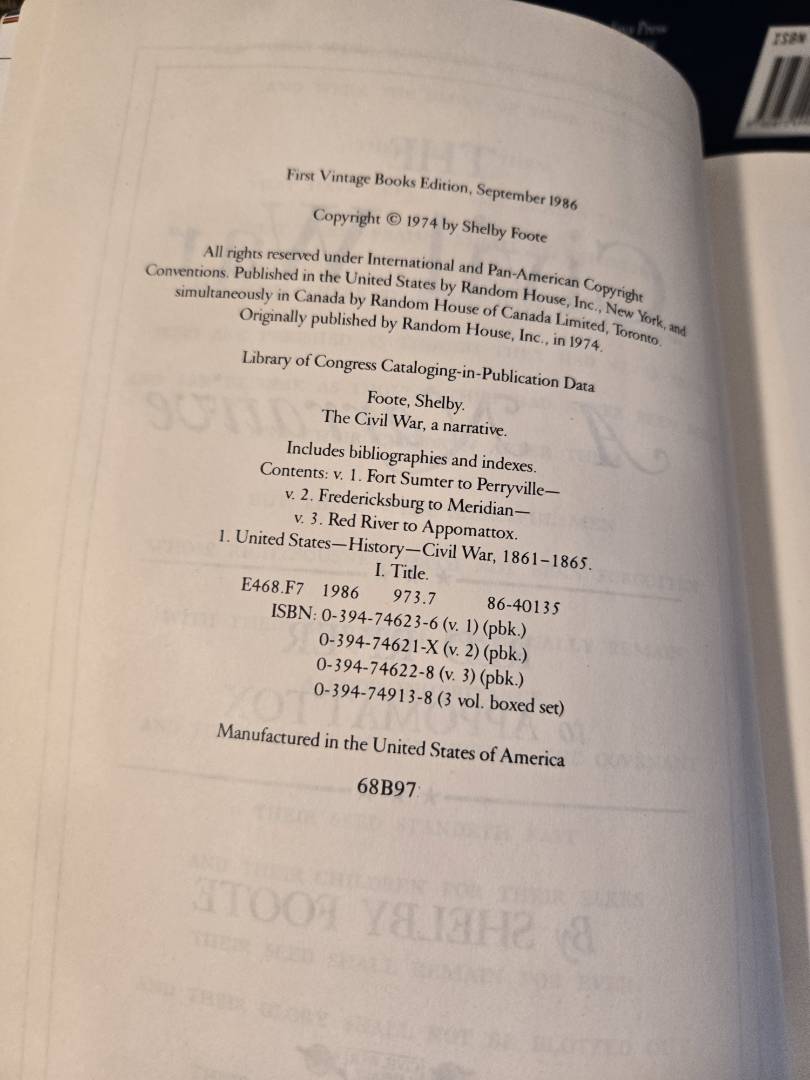 First Vintage Books Edition, September 1986
Copyright © 1974 by Shelby Foote
All rights reserved under International and Pan-American Copyright
Conventions. Published in the United States by Random House, Inc., New York, and
simultaneously in Canada by Random House of Canada Limited, Toronto.
Originally published by Random House, Inc., in 1974.
Library of Congress Cataloging-in-Publication Data
Foote, Shelby.
The Civil War, a narrative.
Includes bibliographies and indexes.
Contents: v. 1. Fort Sumter to Perryville—
v. 2. Fredericksburg to Meridian—
v. 3. Red River to Appomattox.
1. United States—History—Civil War, 1861–1865.
I. Title.
E468.F7 1986 973.7 86-40135
ISBN: 0-394-74623-6 (v. 1) (pbk.)
0-394-74621-X (v. 2) (pbk.)
0-394-74622-8 (v. 3) (pbk.)
0-394-74913-8 (3 vol. boxed set)
Manufactured in the United States of America
68B97
By SHELBY FOOTE
ISBN